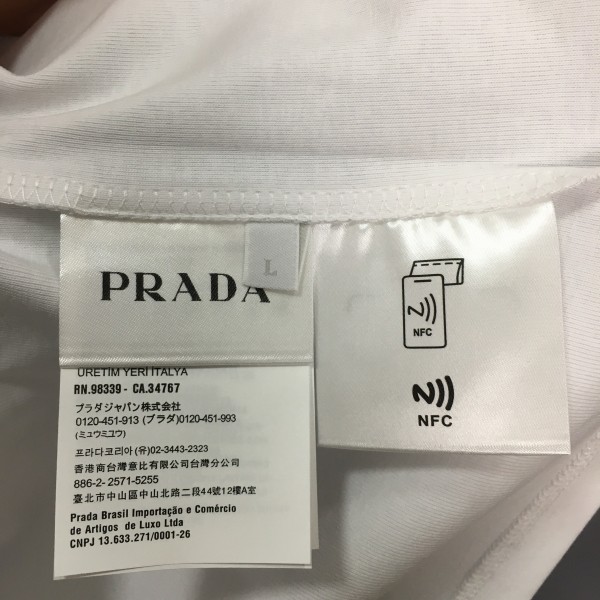 PRADA
L
ÜRETİM YERİ İTALYA
RN.98339 - CA.34767
プラダジャパン株式会社
0120-451-913 (プラダ)0120-451-993
(ミュウミュウ)
프라다코리아(유)02-3443-2323
香港商台灣意比有限公司台灣分公司
886-2- 2571-5255
臺北市中山區中山北路二段44號12樓A室
Prada Brasil Importação e Comércio
de Artigos de Luxo Ltda
CNPJ 13.633.271/0001-26
NFC
NFC